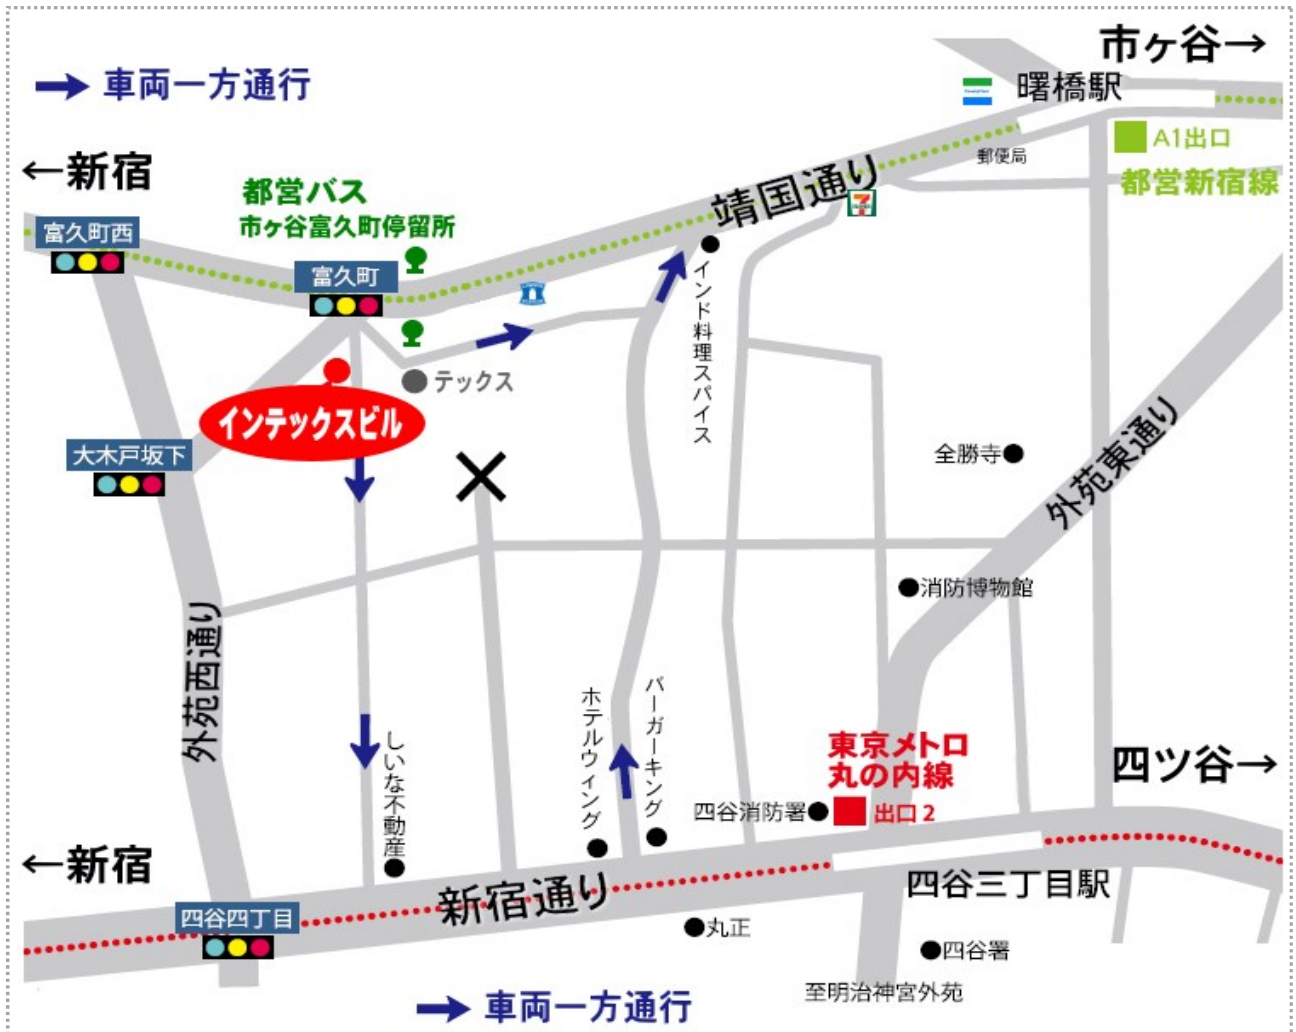 市ヶ谷→
車両一方通行
曙橋駅
A1出口
郵便局
都営新宿線
←新宿
都営バス
市ヶ谷富久町停留所
靖国通り
7
富久町西
富久町
インド料理スパイス
テックス
インテックスビル
大木戸坂下
全勝寺
外苑東通り
消防博物館
外苑西通り
しいな不動産
ホテルウィング
バーガーキング
東京メトロ
丸の内線
四ツ谷→
四谷消防署
出口2
←新宿
新宿通り
四谷三丁目駅
四谷四丁目
丸正
四谷署
至明治神宮外苑
車両一方通行